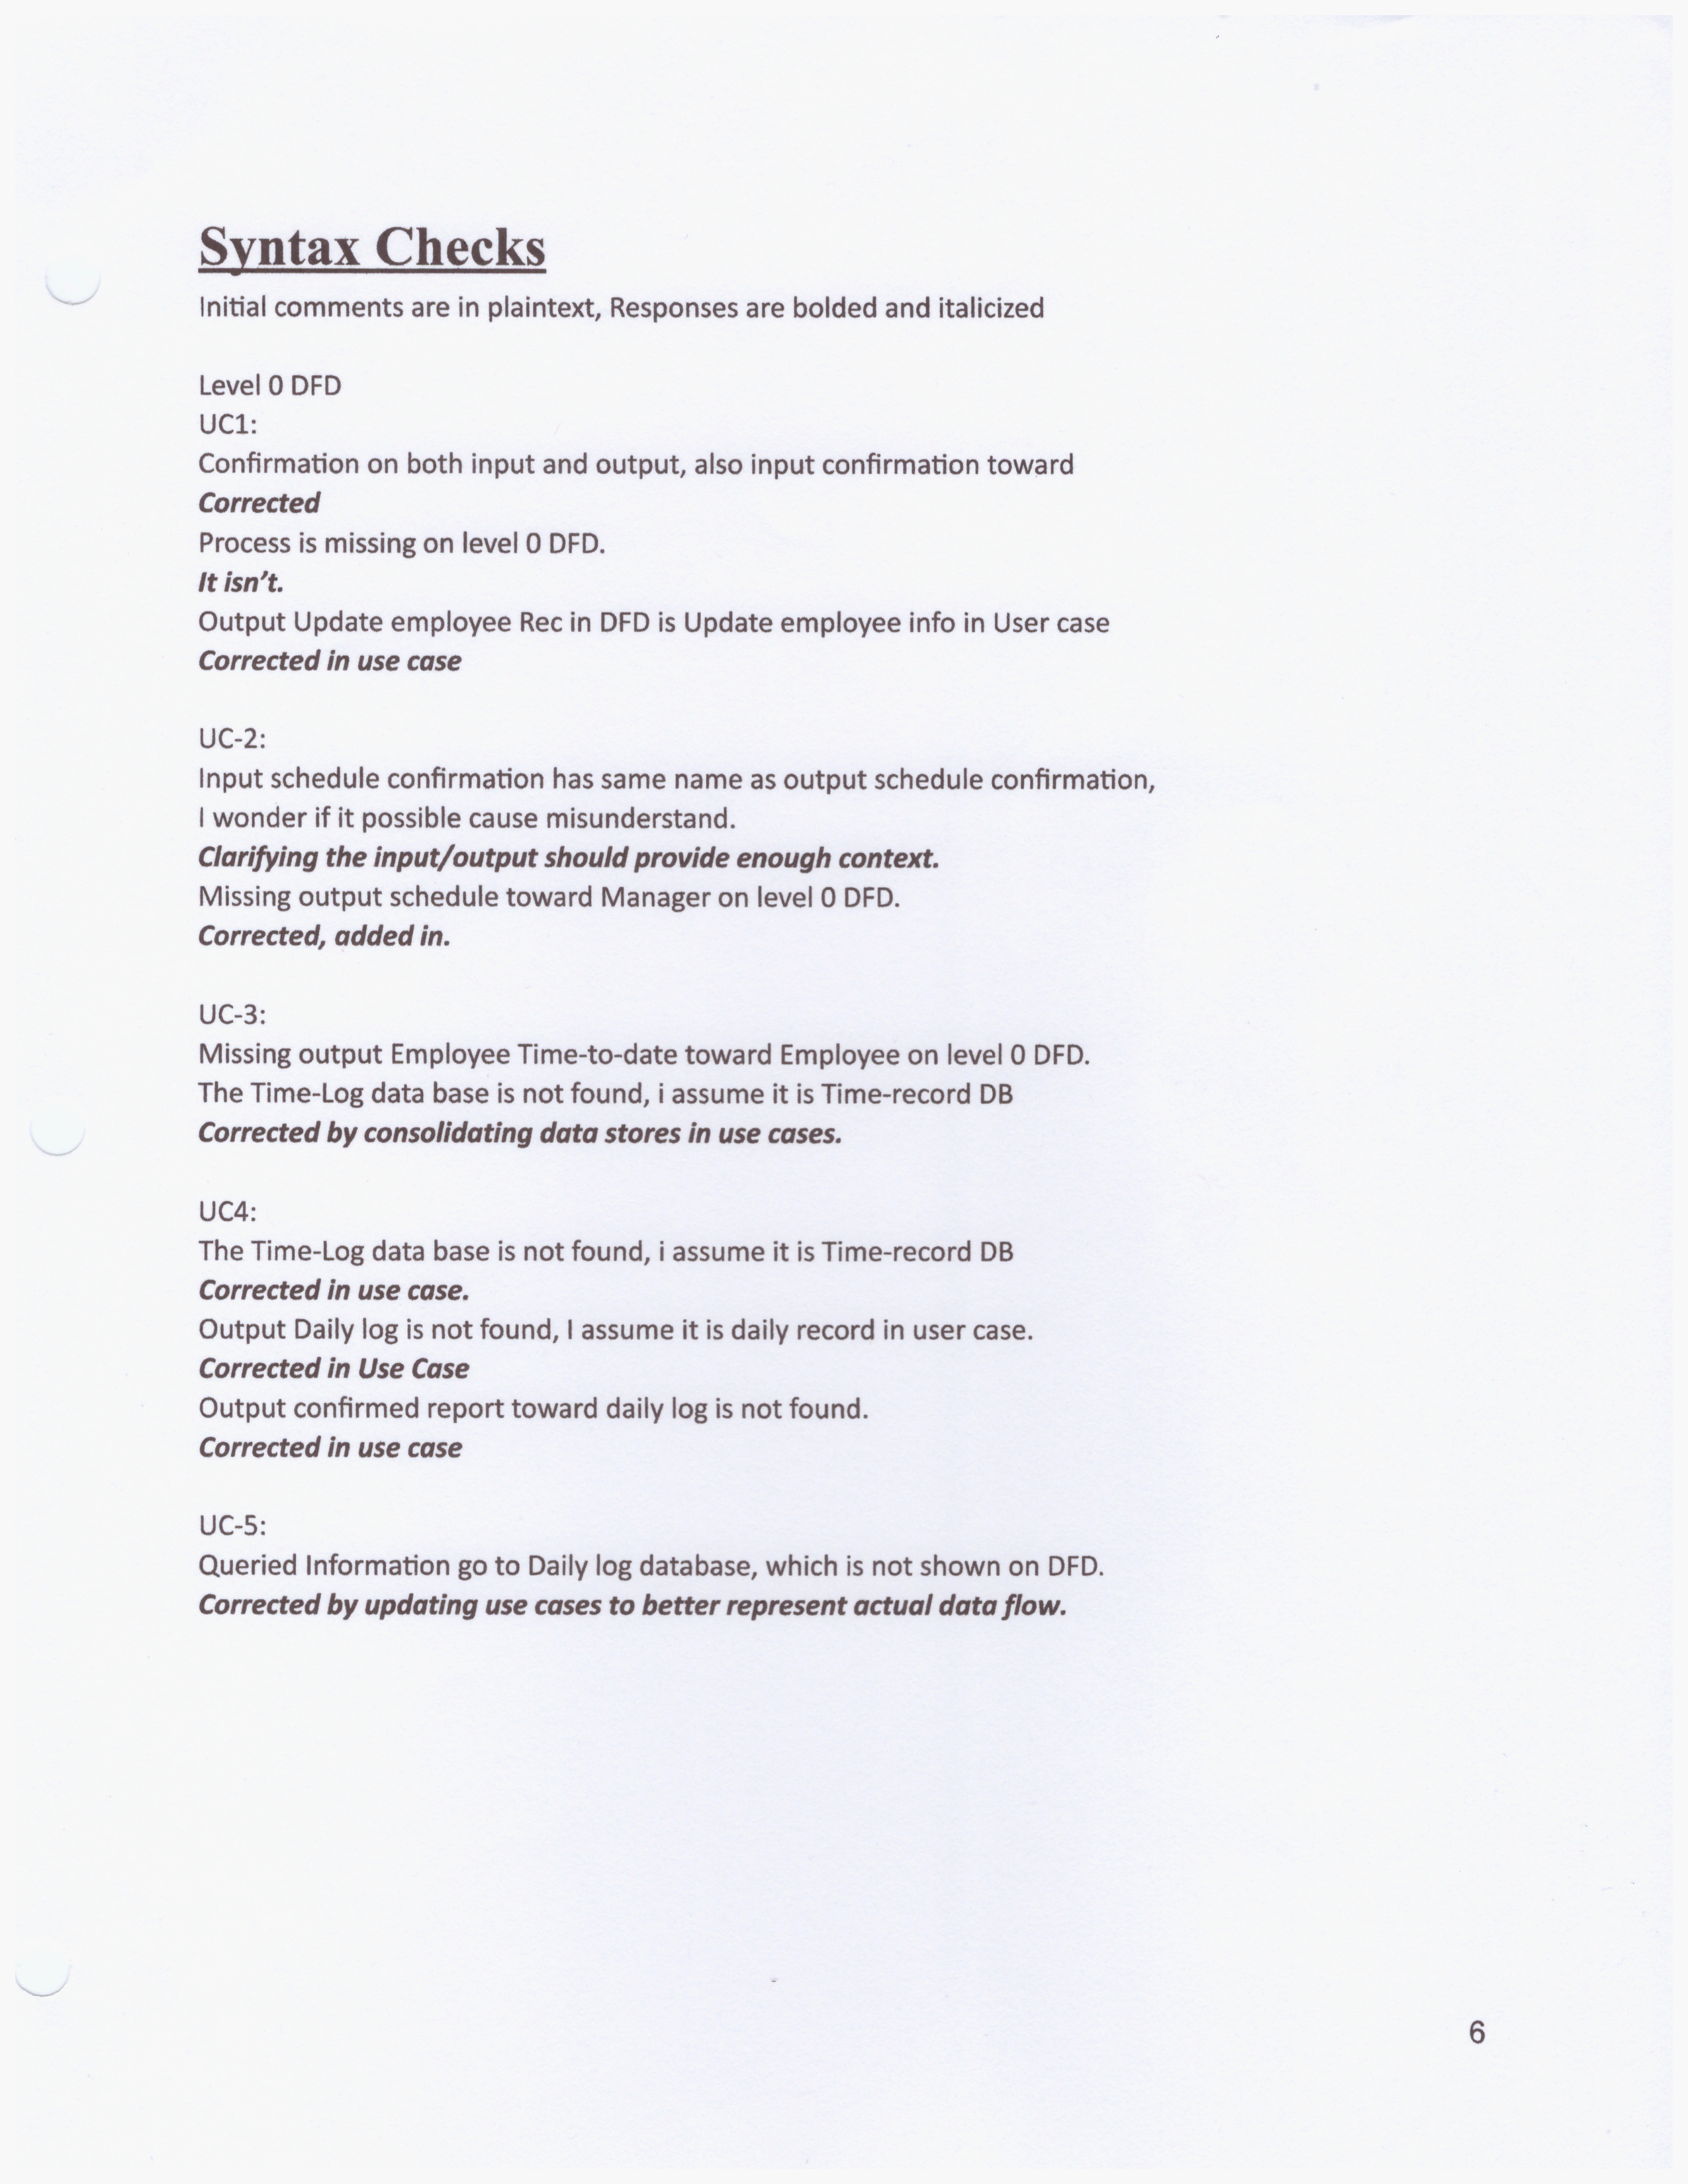 Syntax Checks
Initial comments are in plaintext, Responses are bolded and italicized
Level 0 DFD
UC1:
Confirmation on both input and output, also input confirmation toward
Corrected
Process is missing on level 0 DFD.
It isn't.
Output Update employee Rec in DFD is Update employee info in User case
Corrected in use case
UC-2:
Input schedule confirmation has same name as output schedule confirmation,
I wonder if it possible cause misunderstand.
Clarifying the input/output should provide enough context.
Missing output schedule toward Manager on level 0 DFD.
Corrected, added in.
UC-3:
Missing output Employee Time-to-date toward Employee on level 0 DFD.
The Time-Log data base is not found, i assume it is Time-record DB
Corrected by consolidating data stores in use cases.
UC4:
The Time-Log data base is not found, i assume it is Time-record DB
Corrected in use case.
Output Daily log is not found, I assume it is daily record in user case.
Corrected in Use Case
Output confirmed report toward daily log is not found.
Corrected in use case
UC-5:
Queried Information go to Daily log database, which is not shown on DFD.
Corrected by updating use cases to better represent actual data flow.
6